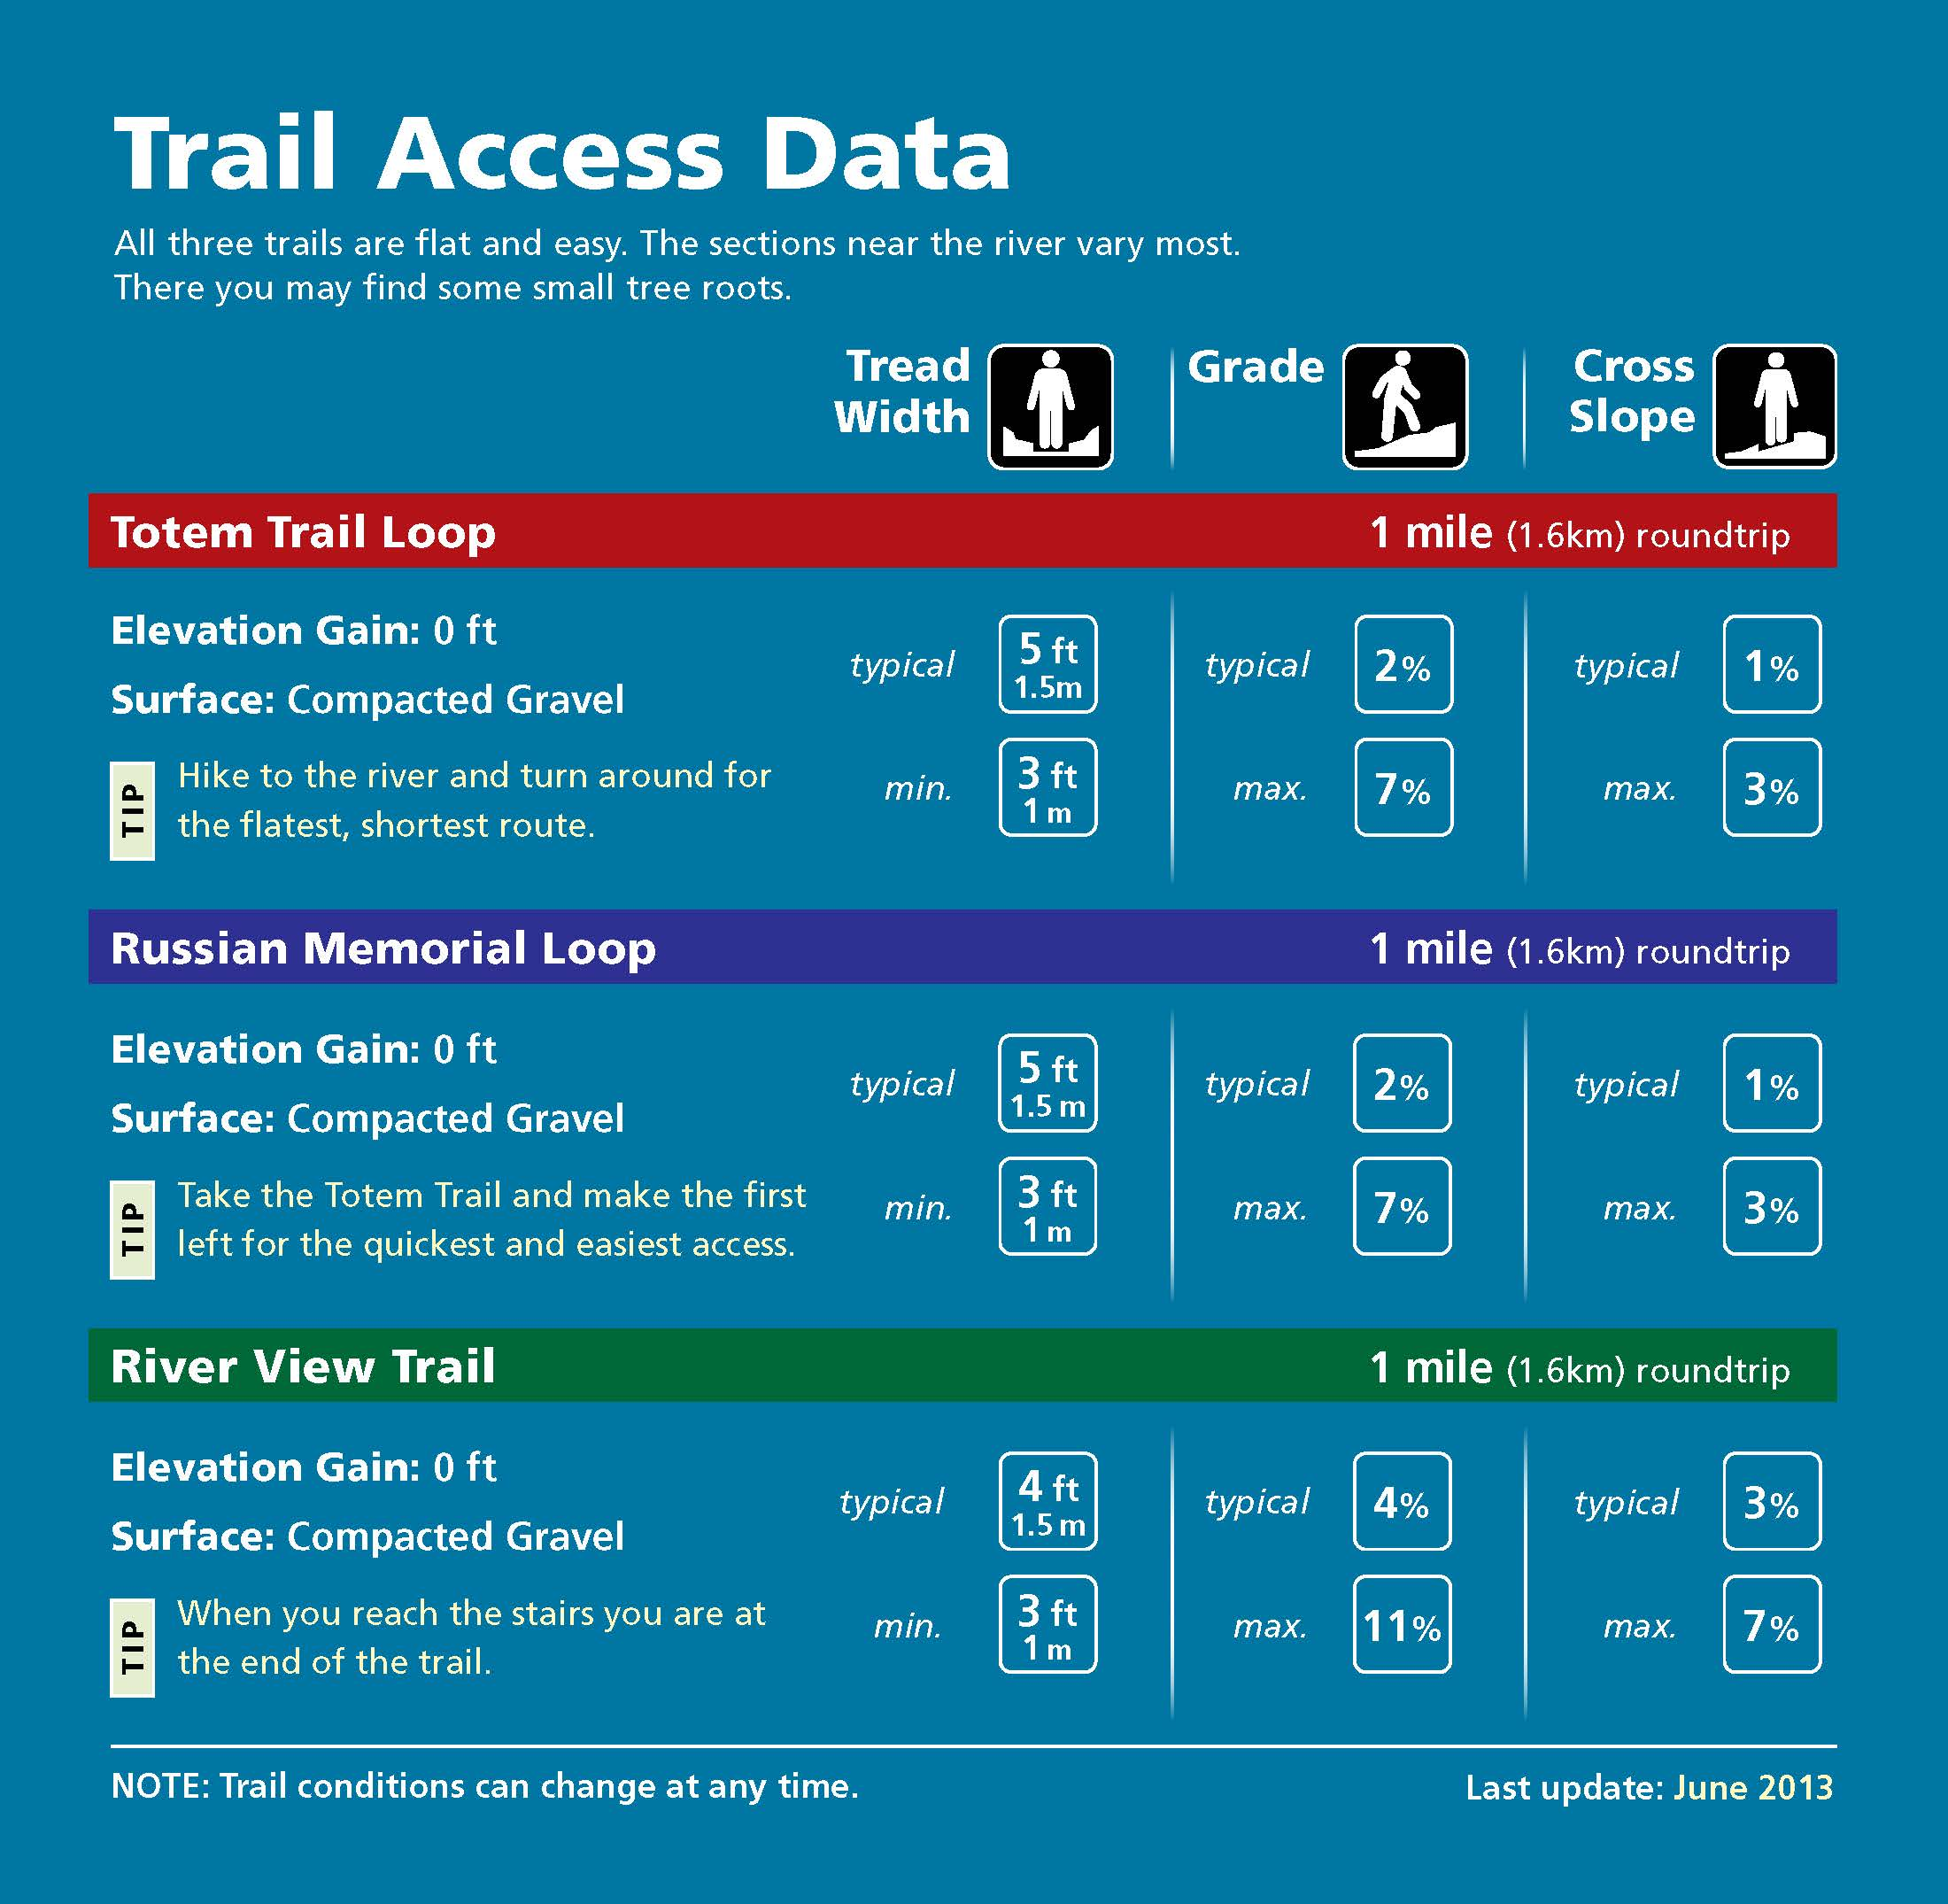 Trail Access Data
All three trails are flat and easy. The sections near the river vary most.
There you may find some small tree roots.
Tread Width
Grade
Cross Slope
Totem Trail Loop 1 mile (1.6km) roundtrip
Elevation Gain: 0 ft
Surface: Compacted Gravel
TIP
Hike to the river and turn around for
the flatest, shortest route.
typical 5 ft 1.5m typical 2% typical 1%
min. 3 ft 1 m max. 7% max. 3%
Russian Memorial Loop 1 mile (1.6km) roundtrip
Elevation Gain: 0 ft
Surface: Compacted Gravel
TIP
Take the Totem Trail and make the first
left for the quickest and easiest access.
typical 5 ft 1.5 m typical 2% typical 1%
min. 3 ft 1 m max. 7% max. 3%
River View Trail 1 mile (1.6km) roundtrip
Elevation Gain: 0 ft
Surface: Compacted Gravel
TIP
When you reach the stairs you are at
the end of the trail.
typical 4 ft 1.5 m typical 4% typical 3%
min. 3 ft 1 m max. 11% max. 7%
NOTE: Trail conditions can change at any time.
Last update: June 2013